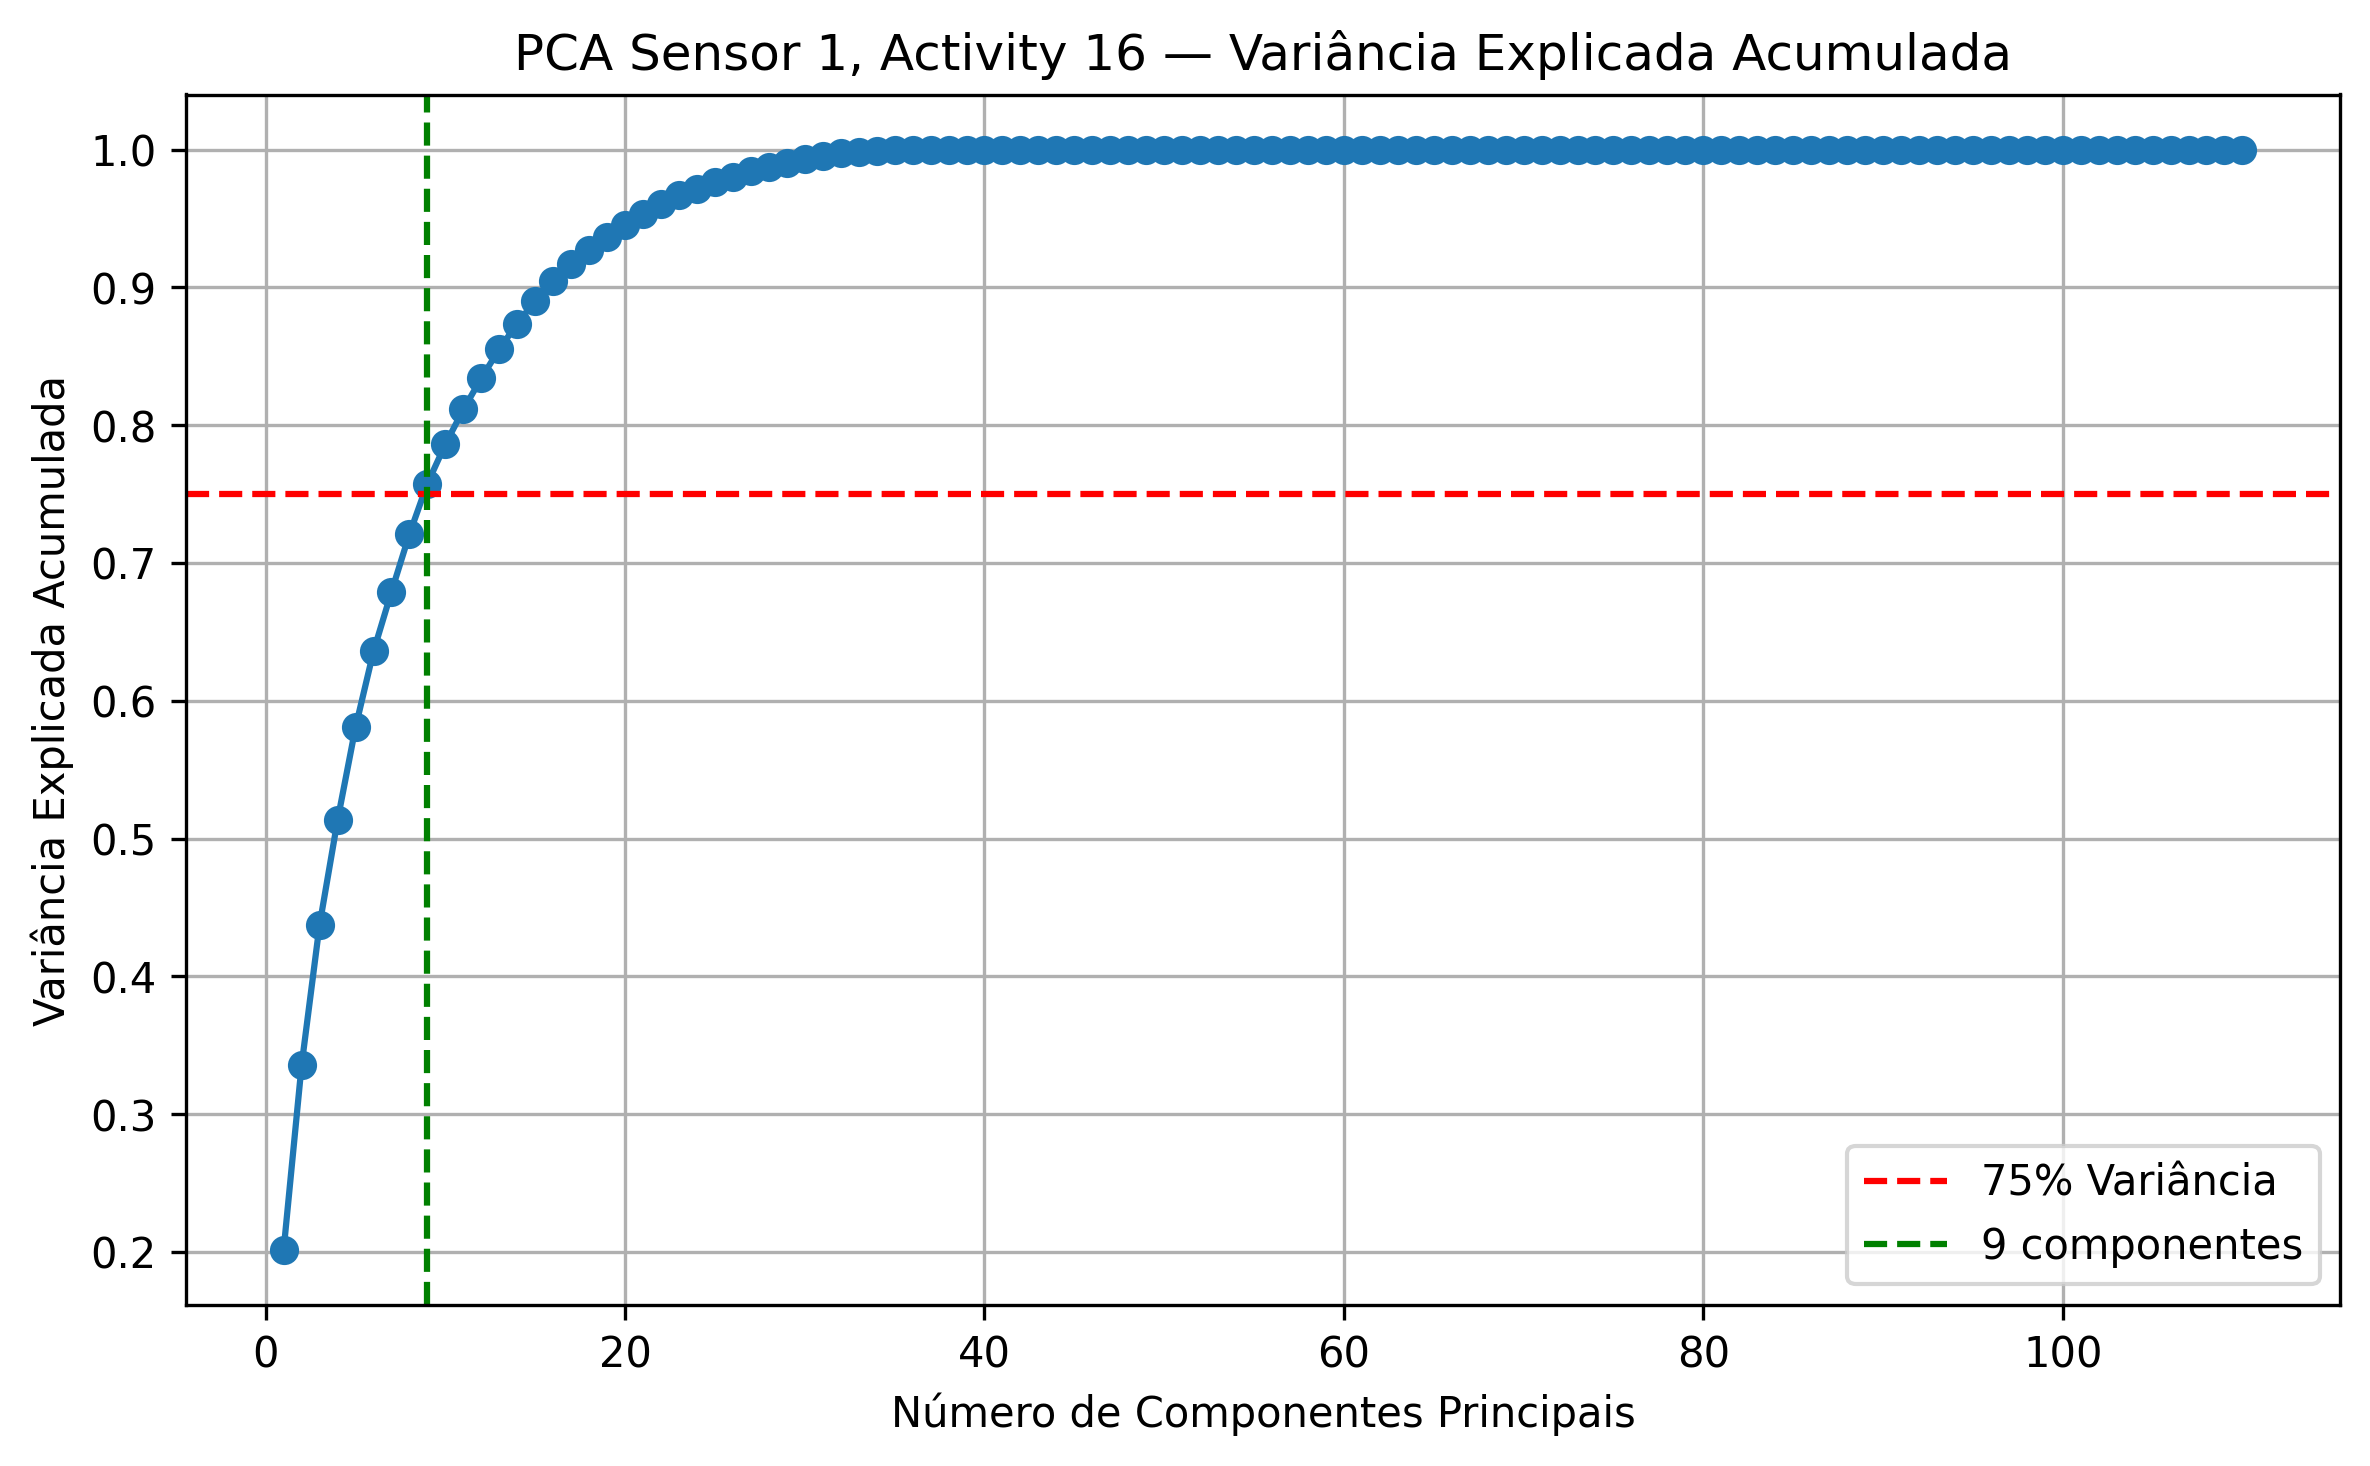 PCA Sensor 1, Activity 16 — Variância Explicada Acumulada
Variância Explicada Acumulada
1.0
0.9
0.8
0.7
0.6
0.5
0.4
0.3
0.2
75% Variância
9 componentes
0 20 40 60 80 100
Número de Componentes Principais